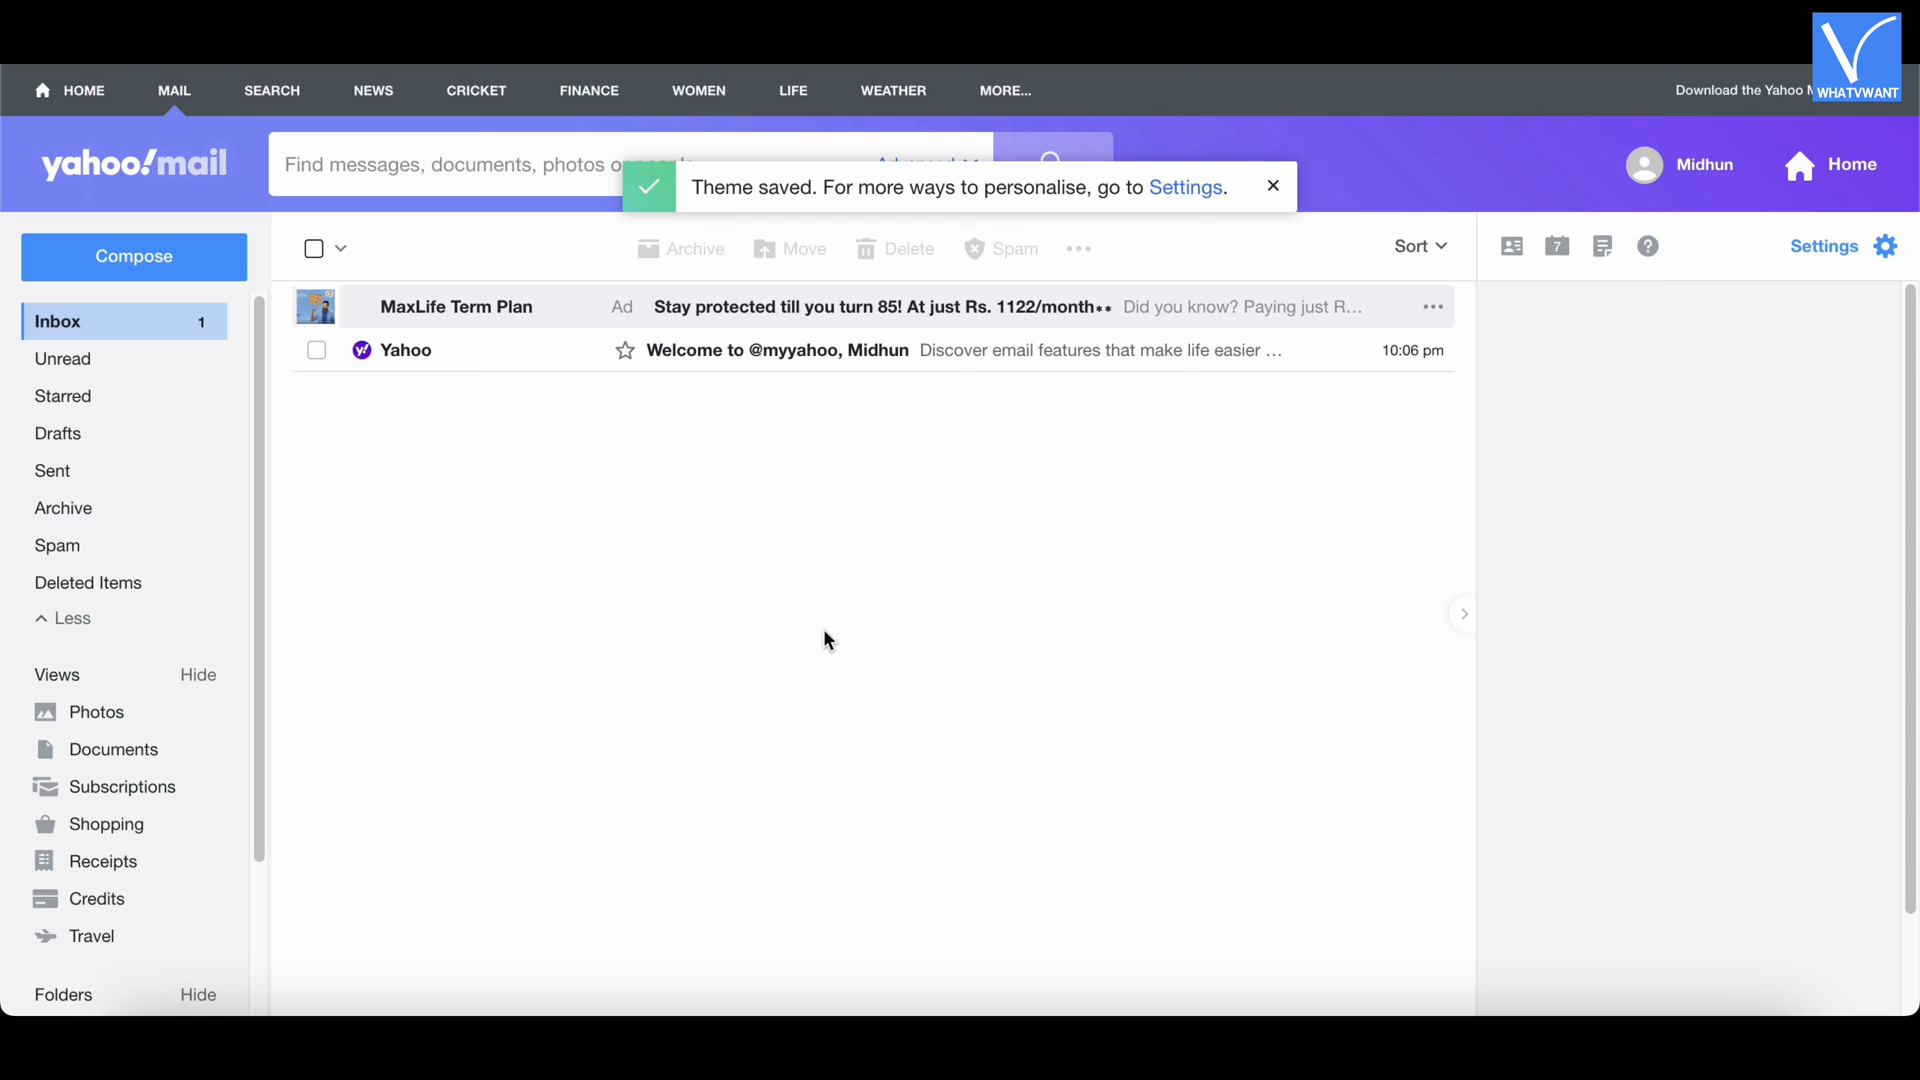 HOME MAIL SEARCH NEWS CRICKET FINANCE WOMEN LIFE WEATHER MORE... Download the Yahoo
WHATVWANT
yahoo!mail Find messages, documents, photos Midhun Home
Theme saved. For more ways to personalise, go to Settings.
Compose Archive Move Delete Spam Sort 7 Settings
MaxLife Term Plan Ad Stay protected till you turn 85! At just Rs. 1122/month** Did you know? Paying just R...
Yahoo Welcome to @myyahoo, Midhun Discover email features that make life easier ... 10:06 pm
Inbox 1
Unread
Starred
Drafts
Sent
Archive
Spam
Deleted Items
Less
Views Hide
Photos
Documents
Subscriptions
Shopping
Receipts
Credits
Travel
Folders Hide